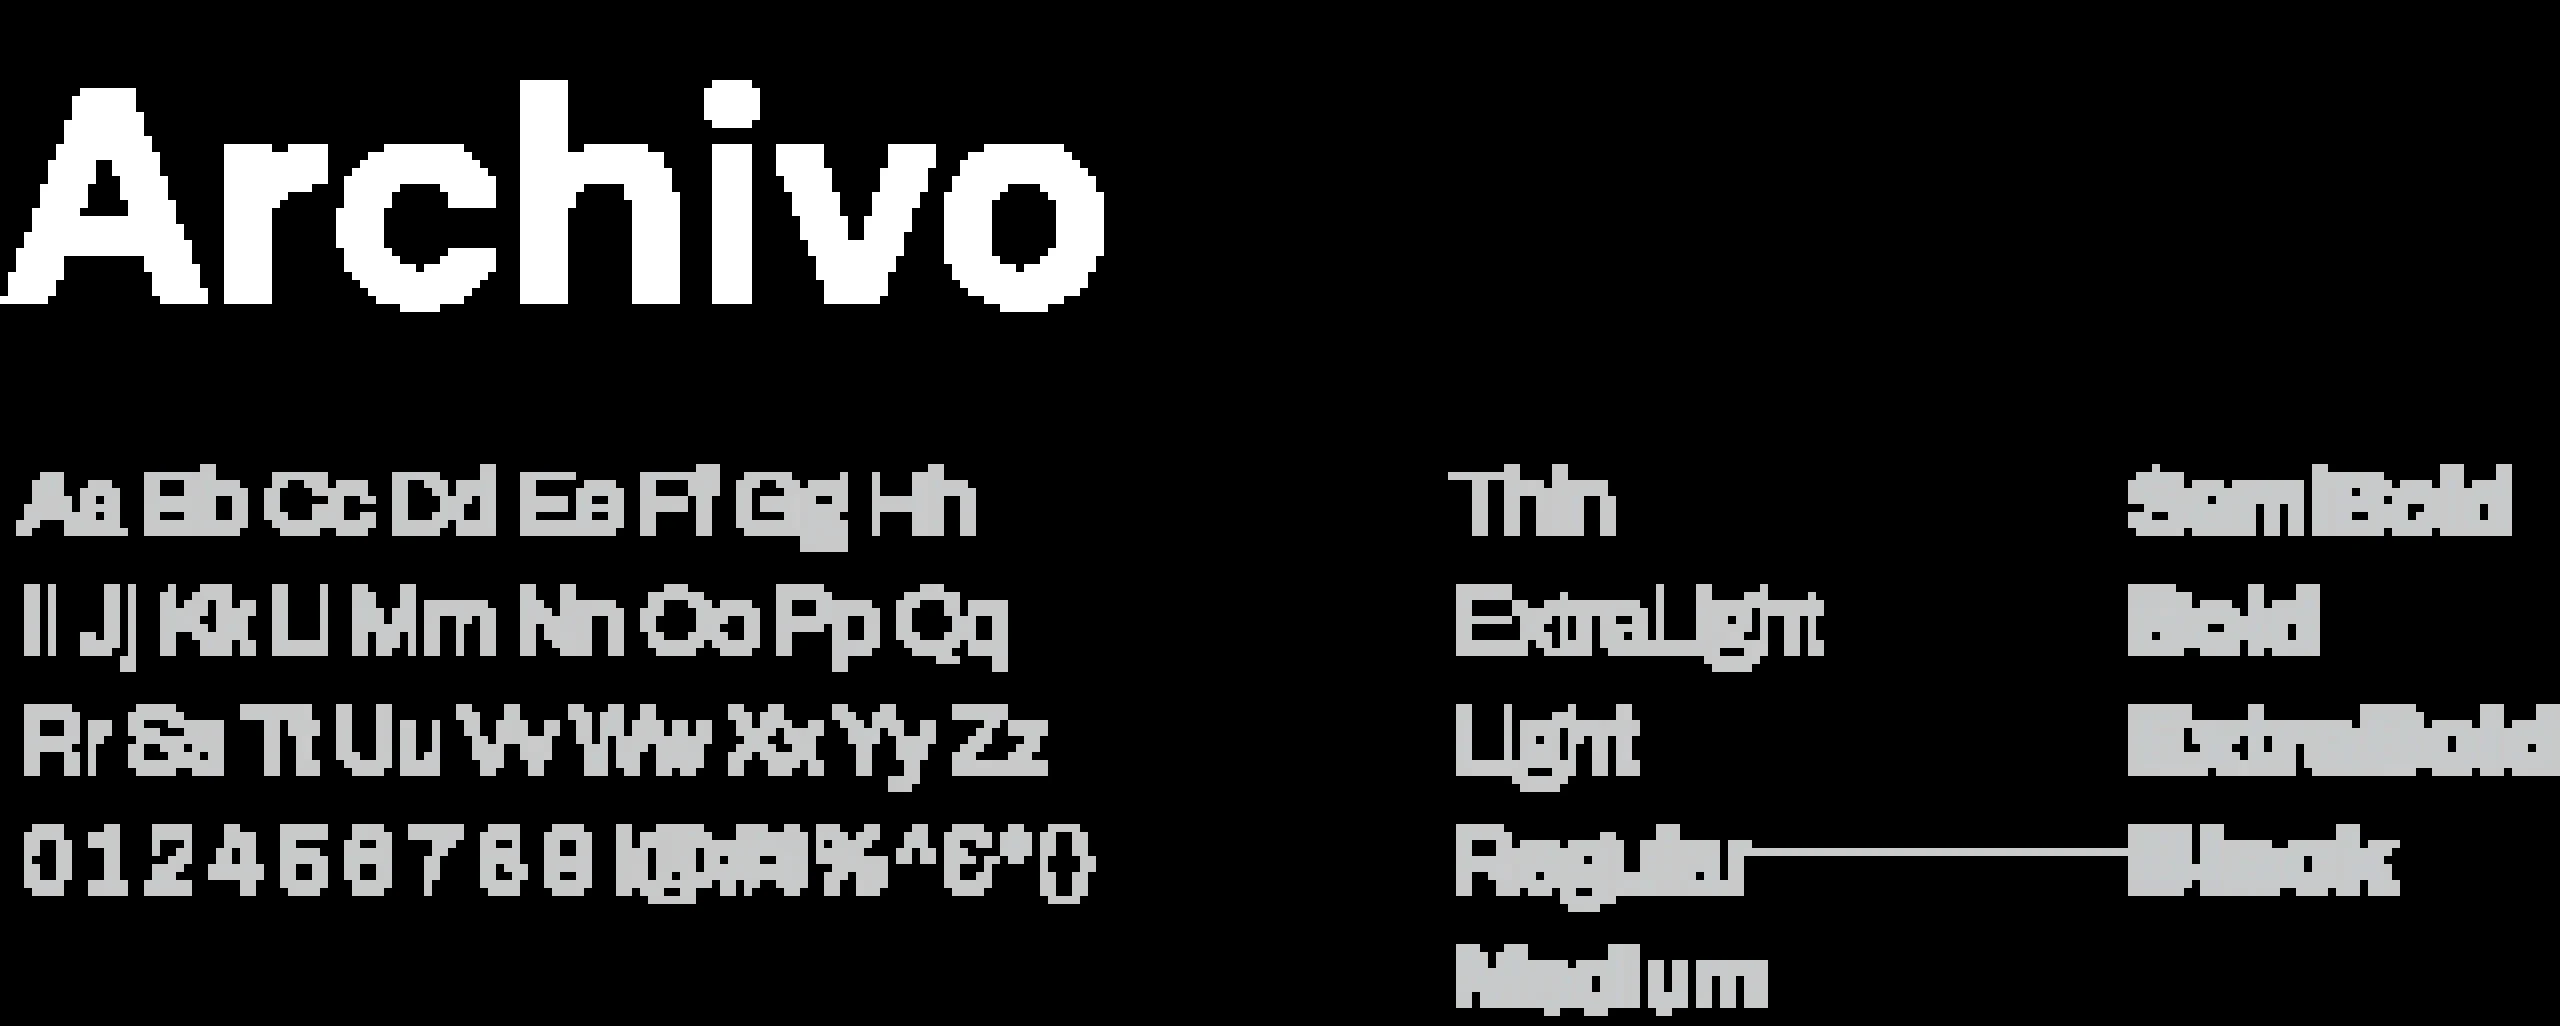 Archivo
Aa Bb Cc Dd Ee Ff Gg Hh
Ii Jj Kk Ll Mm Nn Oo Pp Qq
Rr Ss Tt Uu Vv Ww Xx Yy Zz
0 1 2 4 5 6 7 8 9 !@#$%^&*()
Thin
ExtraLight
Light
Regular
Medium
SemiBold
Bold
ExtraBold
Black